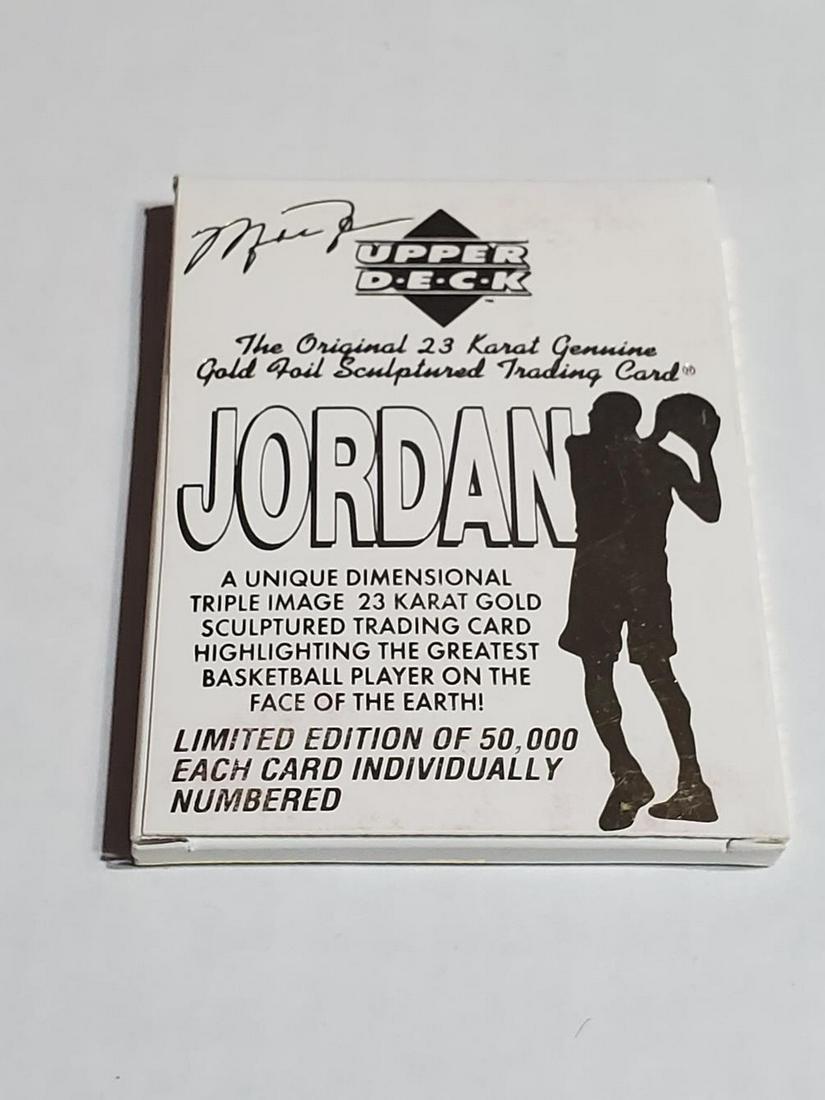 UPPER
D·E·C·K
™
The Original 23 Karat Genuine
Gold Foil Sculptured Trading Card®
JORDAN
A UNIQUE DIMENSIONAL
TRIPLE IMAGE 23 KARAT GOLD
SCULPTURED TRADING CARD
HIGHLIGHTING THE GREATEST
BASKETBALL PLAYER ON THE
FACE OF THE EARTH!
LIMITED EDITION OF 50,000
EACH CARD INDIVIDUALLY
NUMBERED